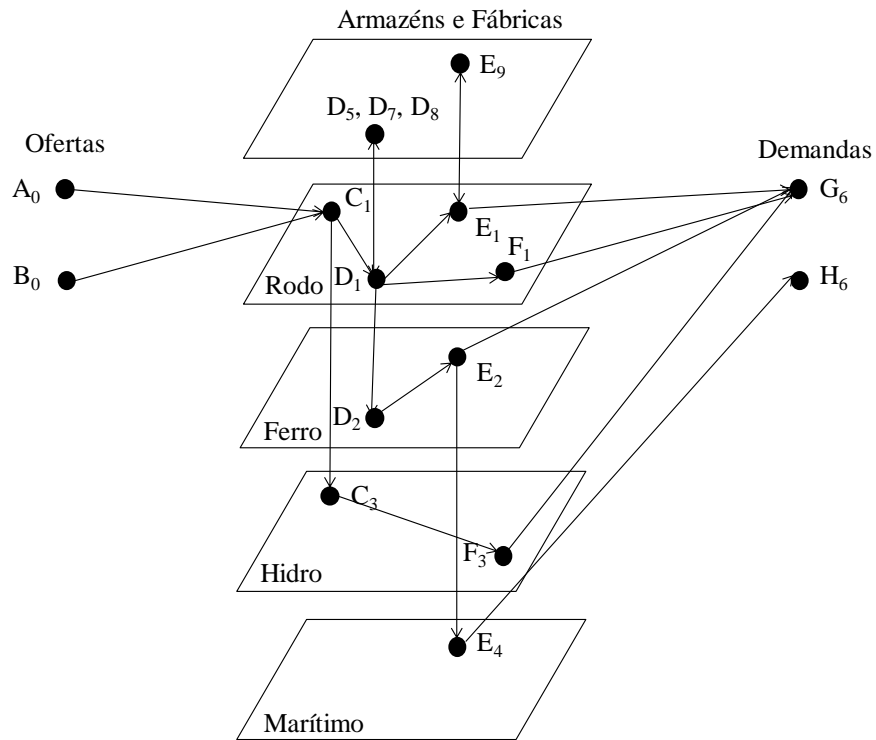 Armazéns e Fábricas
E₉
D₅, D₇, D₈
Ofertas
Demandas
A₀
C₁
G₆
E₁
F₁
B₀
Rodo
D₁
H₆
E₂
D₂
Ferro
C₃
F₃
Hidro
E₄
Marítimo